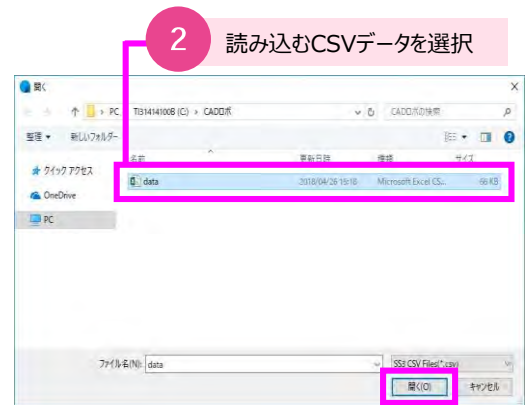 2 読み込むCSVデータを選択
開く
PC › TI31414100B (C:) › CADロボ
CADロボの検索
整理 新しいフォルダー
名前 更新日時 種類 サイズ
クイック アクセス
data 2018/04/26 19:10 Microsoft Excel CS... 66 KB
OneDrive
PC
ファイル名(N): data SS3 CSV Files(*.csv)
開く(O) キャンセル